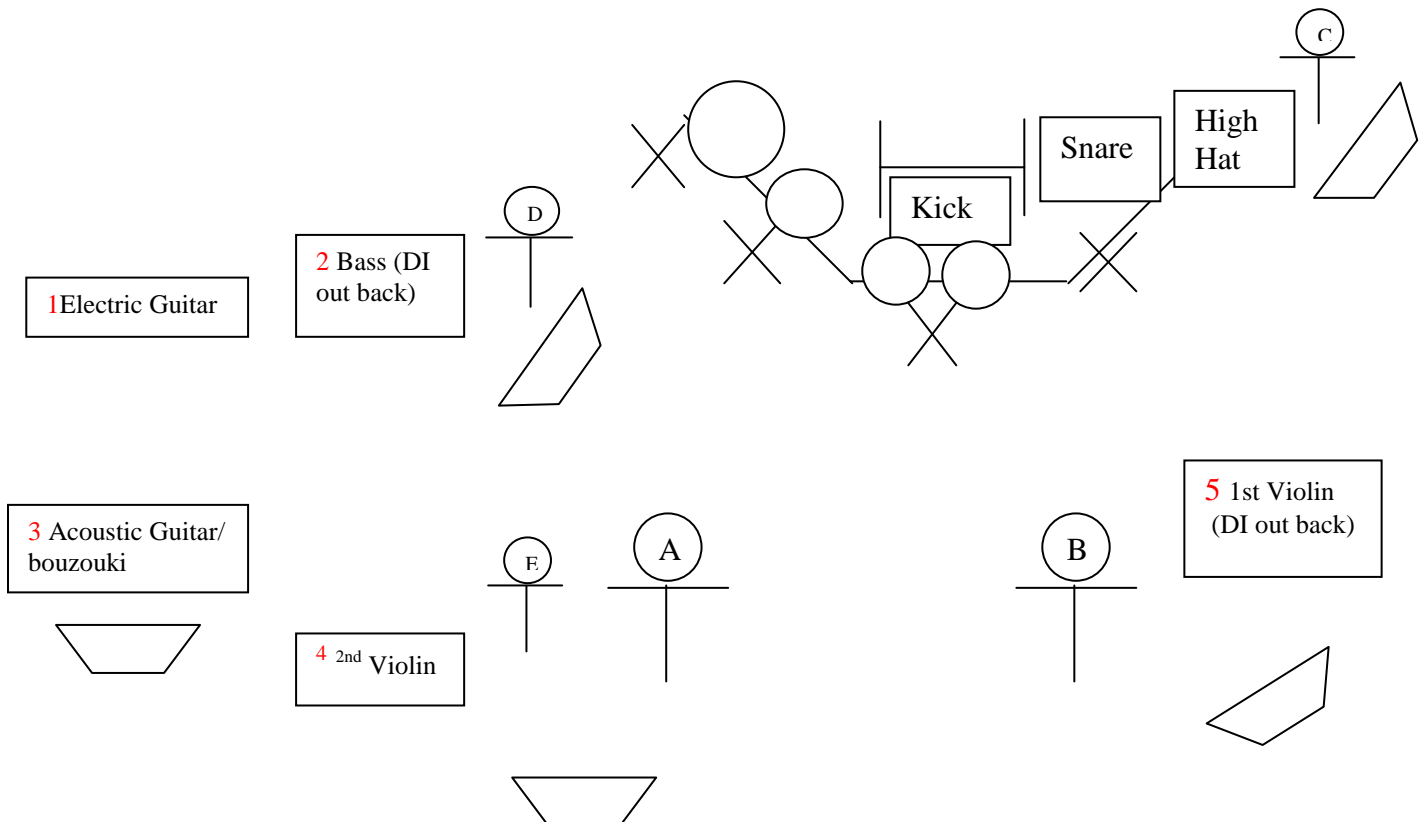 C
High
Hat
Snare
Kick
D
2 Bass (DI
out back)
1Electric Guitar
5 1st Violin
(DI out back)
3 Acoustic Guitar/
bouzouki
E
A
B
4 2nd Violin